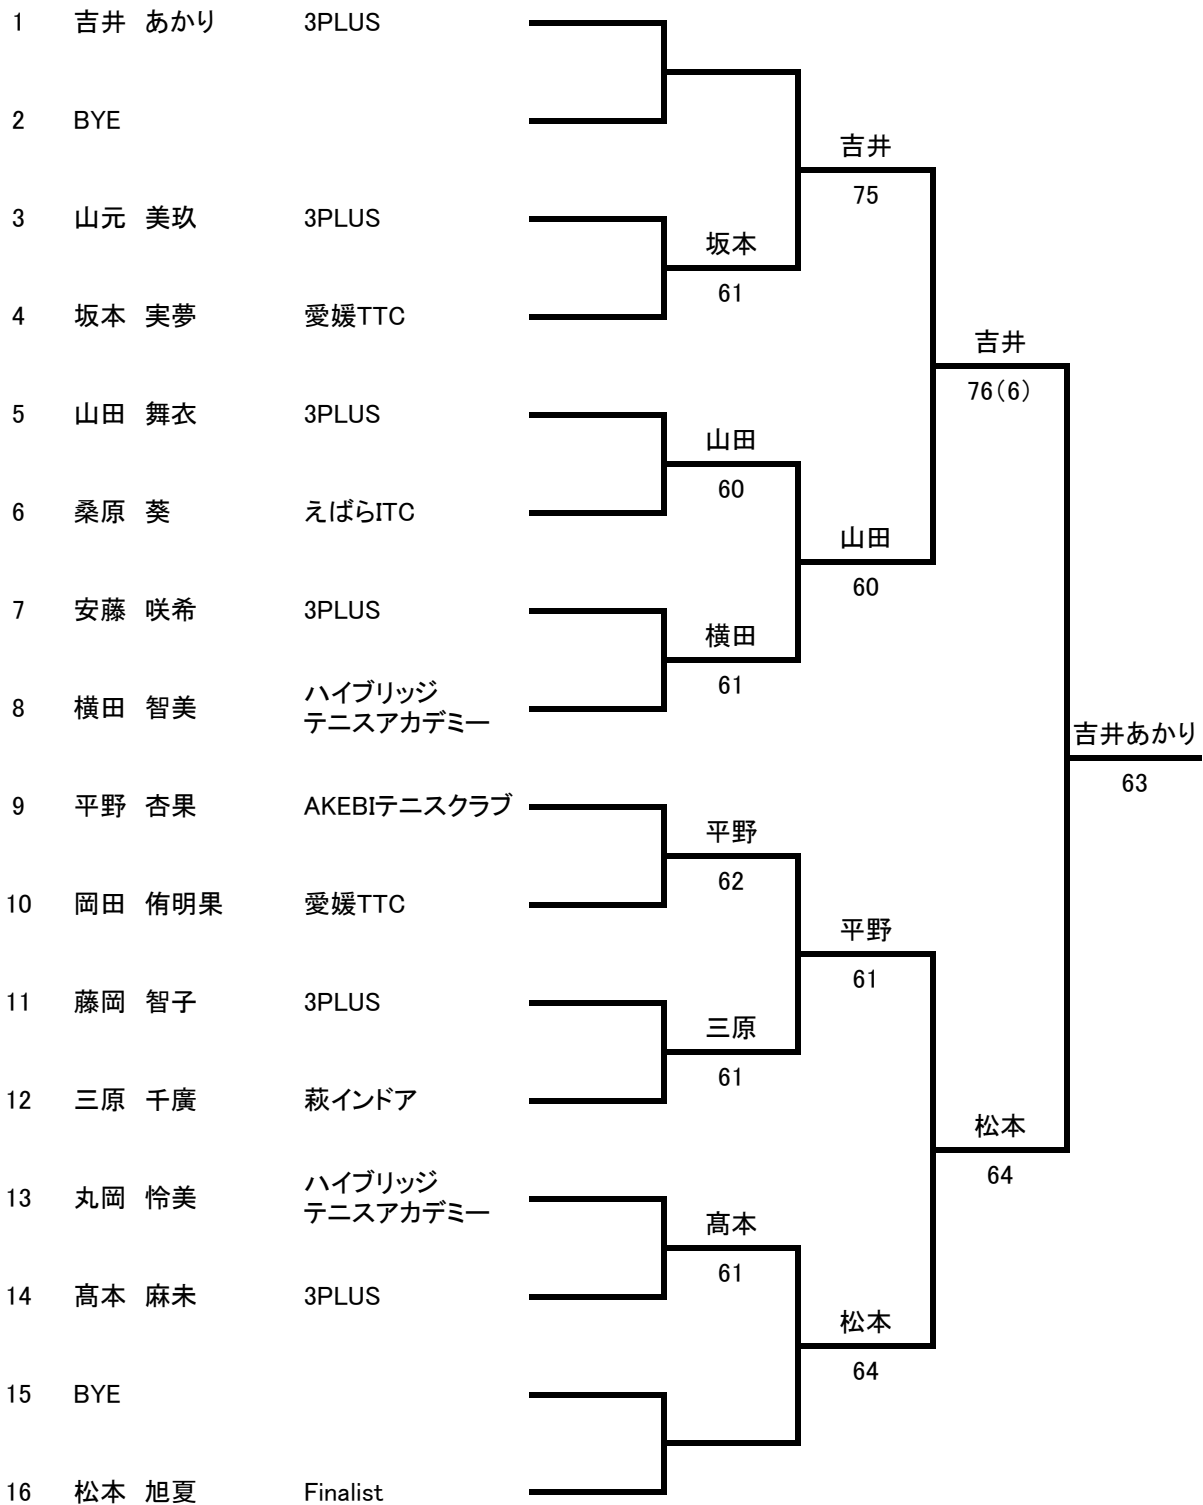 1 吉井 あかり 3PLUS
2 BYE
吉井
75
3 山元 美玖 3PLUS
坂本
61
4 坂本 実夢 愛媛TTC
吉井
76(6)
5 山田 舞衣 3PLUS
山田
60
6 桑原 葵 えばらITC
山田
60
7 安藤 咲希 3PLUS
横田
61
8 横田 智美 ハイブリッジ
テニスアカデミー
吉井あかり
63
9 平野 杏果 AKEBIテニスクラブ
平野
62
10 岡田 侑明果 愛媛TTC
平野
61
11 藤岡 智子 3PLUS
三原
61
12 三原 千廣 萩インドア
松本
64
13 丸岡 怜美 ハイブリッジ
テニスアカデミー
髙本
61
14 髙本 麻未 3PLUS
松本
64
15 BYE
16 松本 旭夏 Finalist